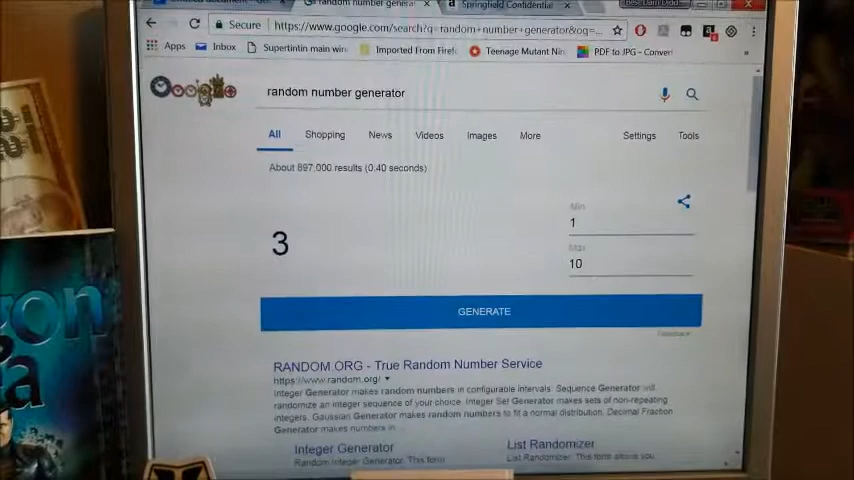 random number generat
Springfield Confidential
Secure
https://www.google.com/search?q=random+number+generator&oq=...
Apps
Inbox
Supertintin main win
Imported From Firef
Teenage Mutant Nin
PDF to JPG - Convert
random number generator
All
Shopping
News
Videos
Images
More
Settings
Tools
About 897,000 results (0.40 seconds)
Min
1
3
Max
10
GENERATE
Feedback
RANDOM.ORG - True Random Number Service
https://www.random.org/
Integer Generator makes random numbers in configurable intervals. Sequence Generator will
randomize an integer sequence of your choice. Integer Set Generator makes sets of non-repeating
integers. Gaussian Generator makes random numbers to fit a normal distribution. Decimal Fraction
Generator makes numbers in
Integer Generator
List Randomizer
Random Integer Generator. This form
List Randomizer. This form allows you